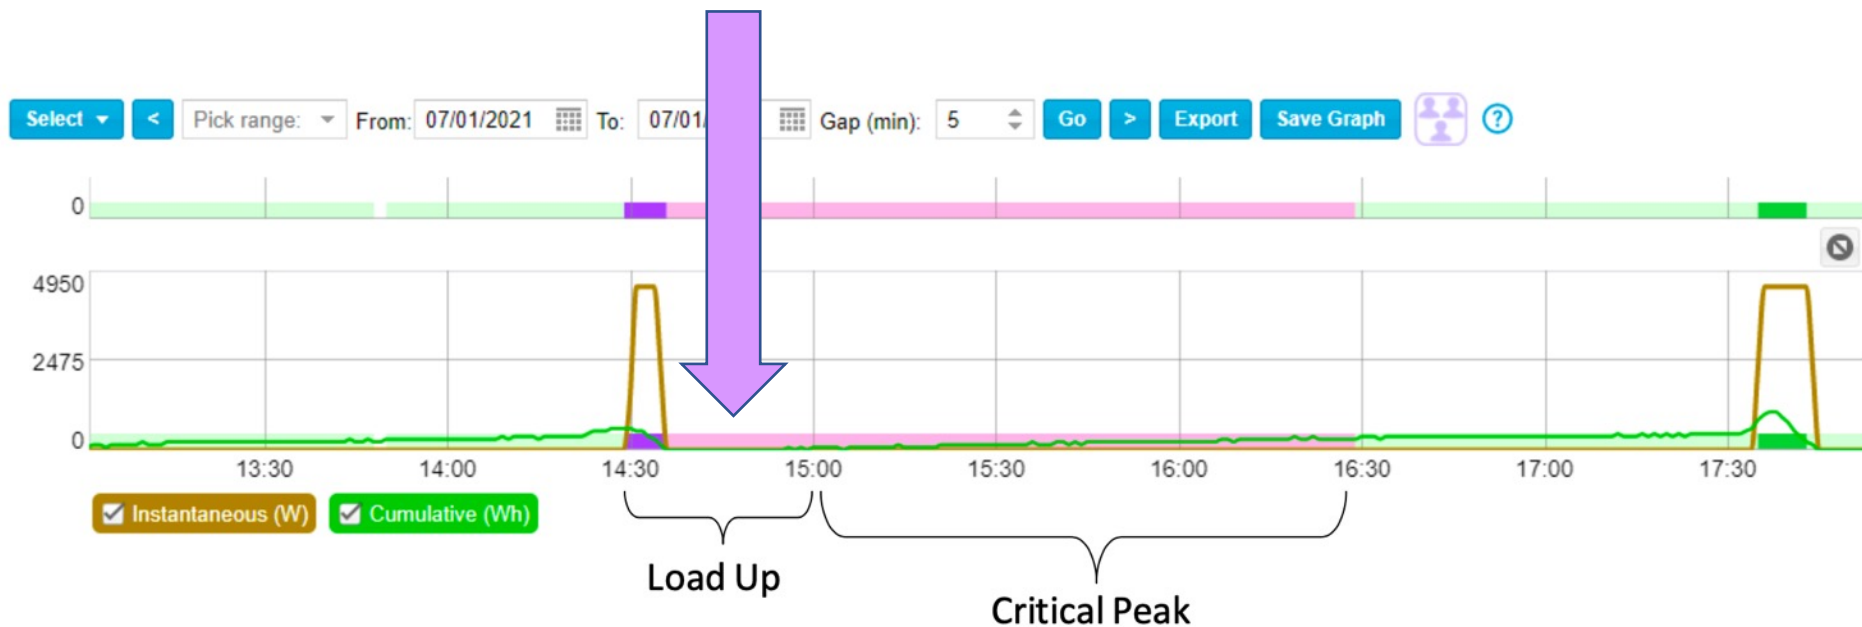 Select < Pick range: From: 07/01/2021 To: 07/01/ Gap (min): 5 Go > Export Save Graph ?
0
4950
2475
0
13:30 14:00 14:30 15:00 15:30 16:00 16:30 17:00 17:30
Instantaneous (W) Cumulative (Wh)
Load Up
Critical Peak